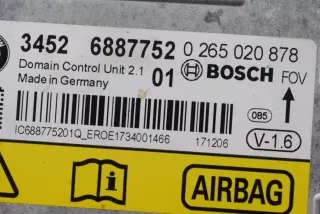 3452 6887752 0 265 020 878
Domain Control Unit 2.1 01 BOSCH FOV
Made in Germany
085
IC688775201Q_EROE1734001466 171206
V-1.6
i AIRBAG